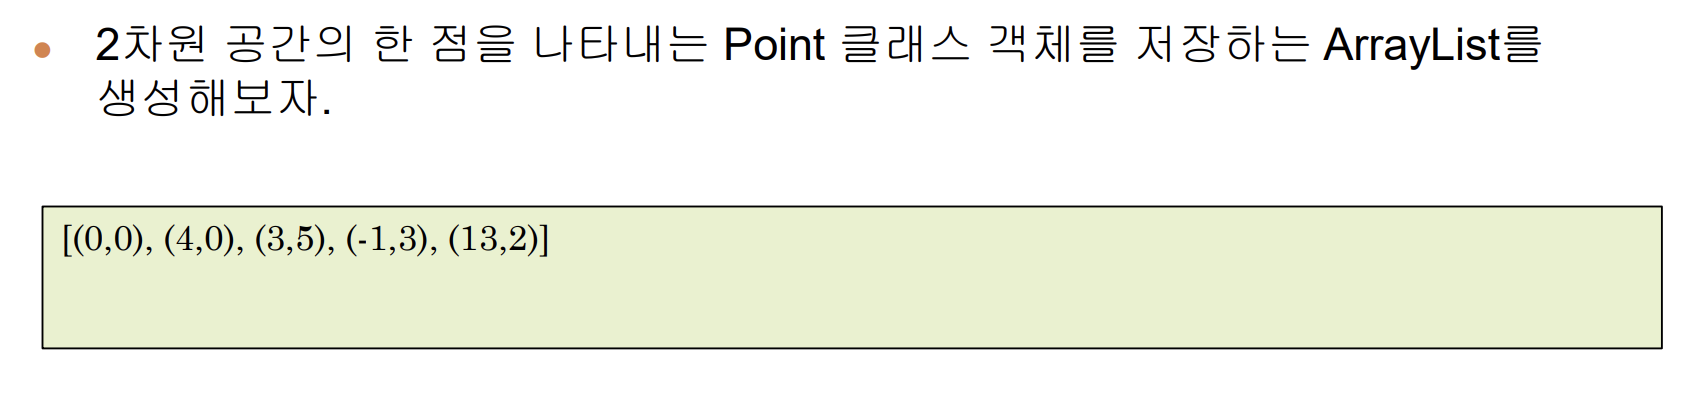 • 2차원 공간의 한 점을 나타내는 Point 클래스 객체를 저장하는 ArrayList를
생성해보자.
[(0,0), (4,0), (3,5), (-1,3), (13,2)]